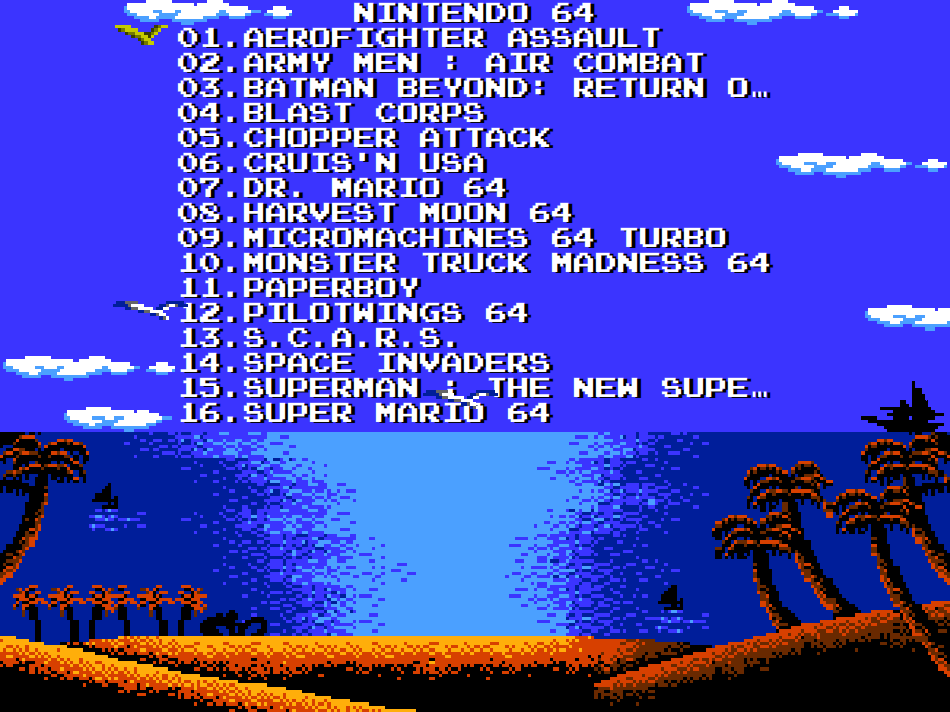 NINTENDO 64
01.AEROFIGHTER ASSAULT
02.ARMY MEN : AIR COMBAT
03.BATMAN BEYOND: RETURN O…
04.BLAST CORPS
05.CHOPPER ATTACK
06.CRUIS'N USA
07.DR. MARIO 64
08.HARVEST MOON 64
09.MICROMACHINES 64 TURBO
10.MONSTER TRUCK MADNESS 64
11.PAPERBOY
12.PILOTWINGS 64
13.S.C.A.R.S.
14.SPACE INVADERS
15.SUPERMAN : THE NEW SUPE…
16.SUPER MARIO 64